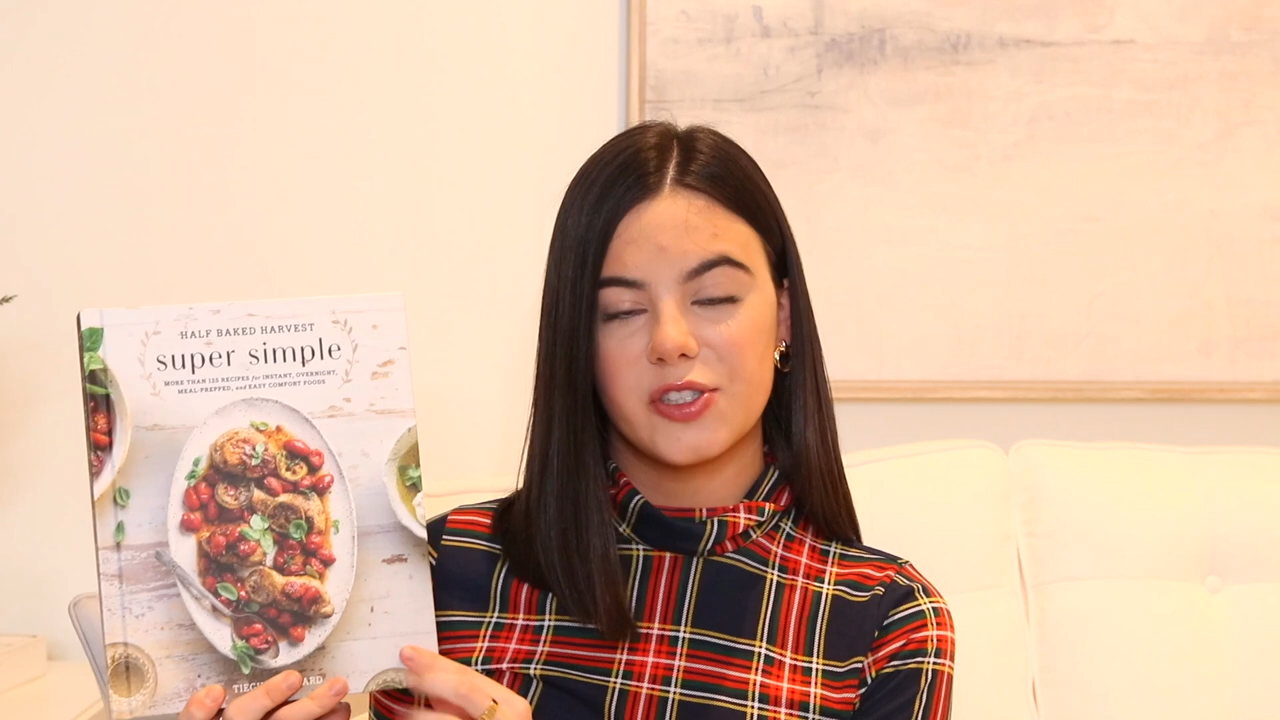 HALF BAKED HARVEST
super simple
MORE THAN 125 RECIPES for INSTANT, OVERNIGHT,
MEAL-PREPPED, and EASY COMFORT FOODS